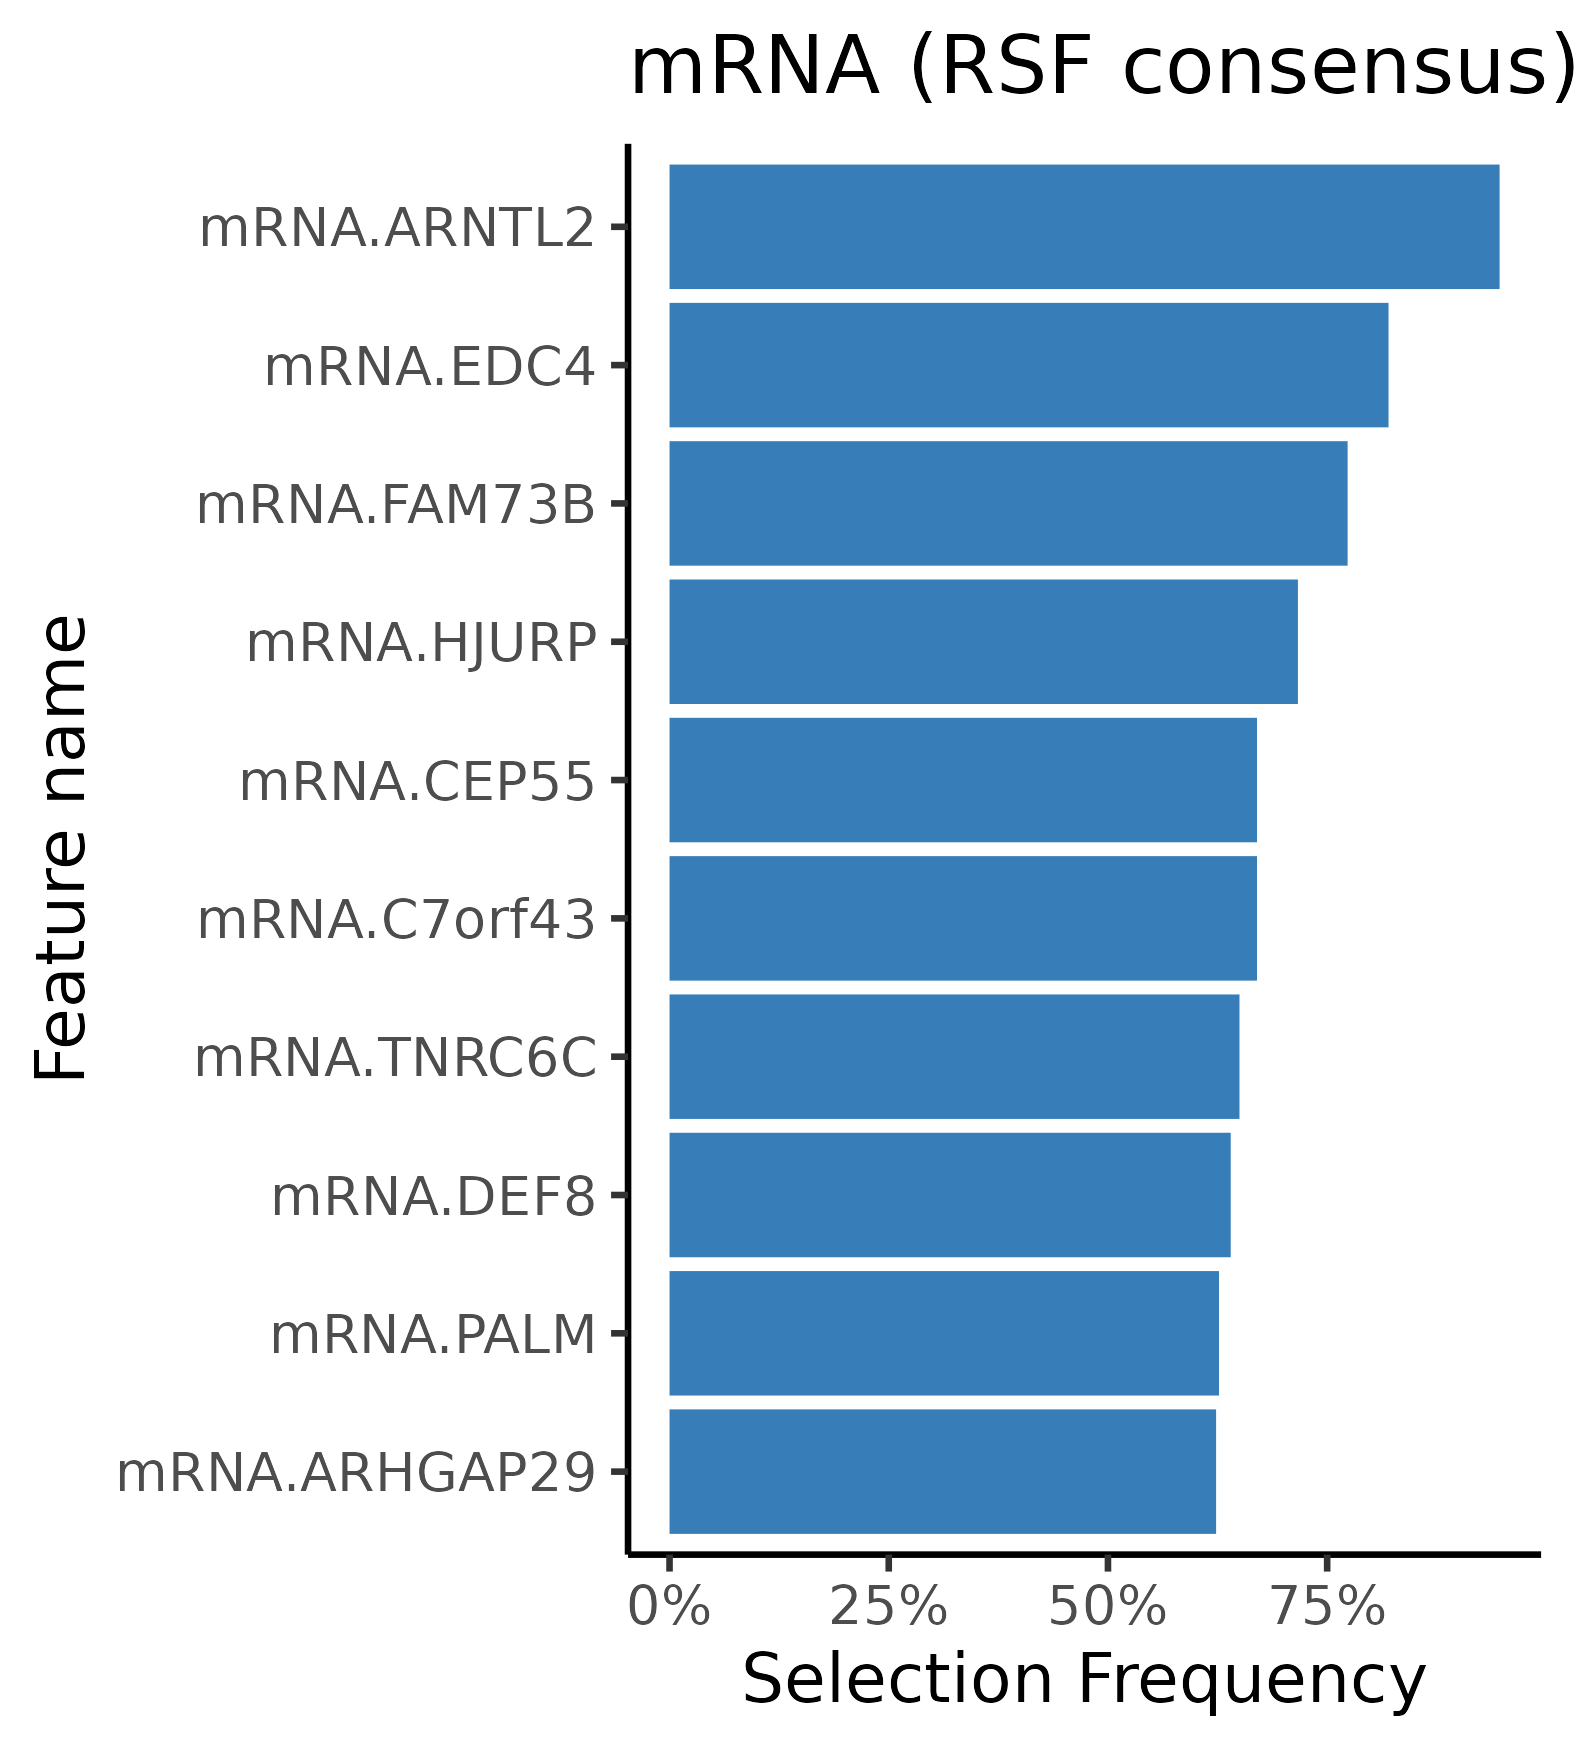 mRNA (RSF consensus)
Feature name
mRNA.ARNTL2
mRNA.EDC4
mRNA.FAM73B
mRNA.HJURP
mRNA.CEP55
mRNA.C7orf43
mRNA.TNRC6C
mRNA.DEF8
mRNA.PALM
mRNA.ARHGAP29
0% 25% 50% 75%
Selection Frequency